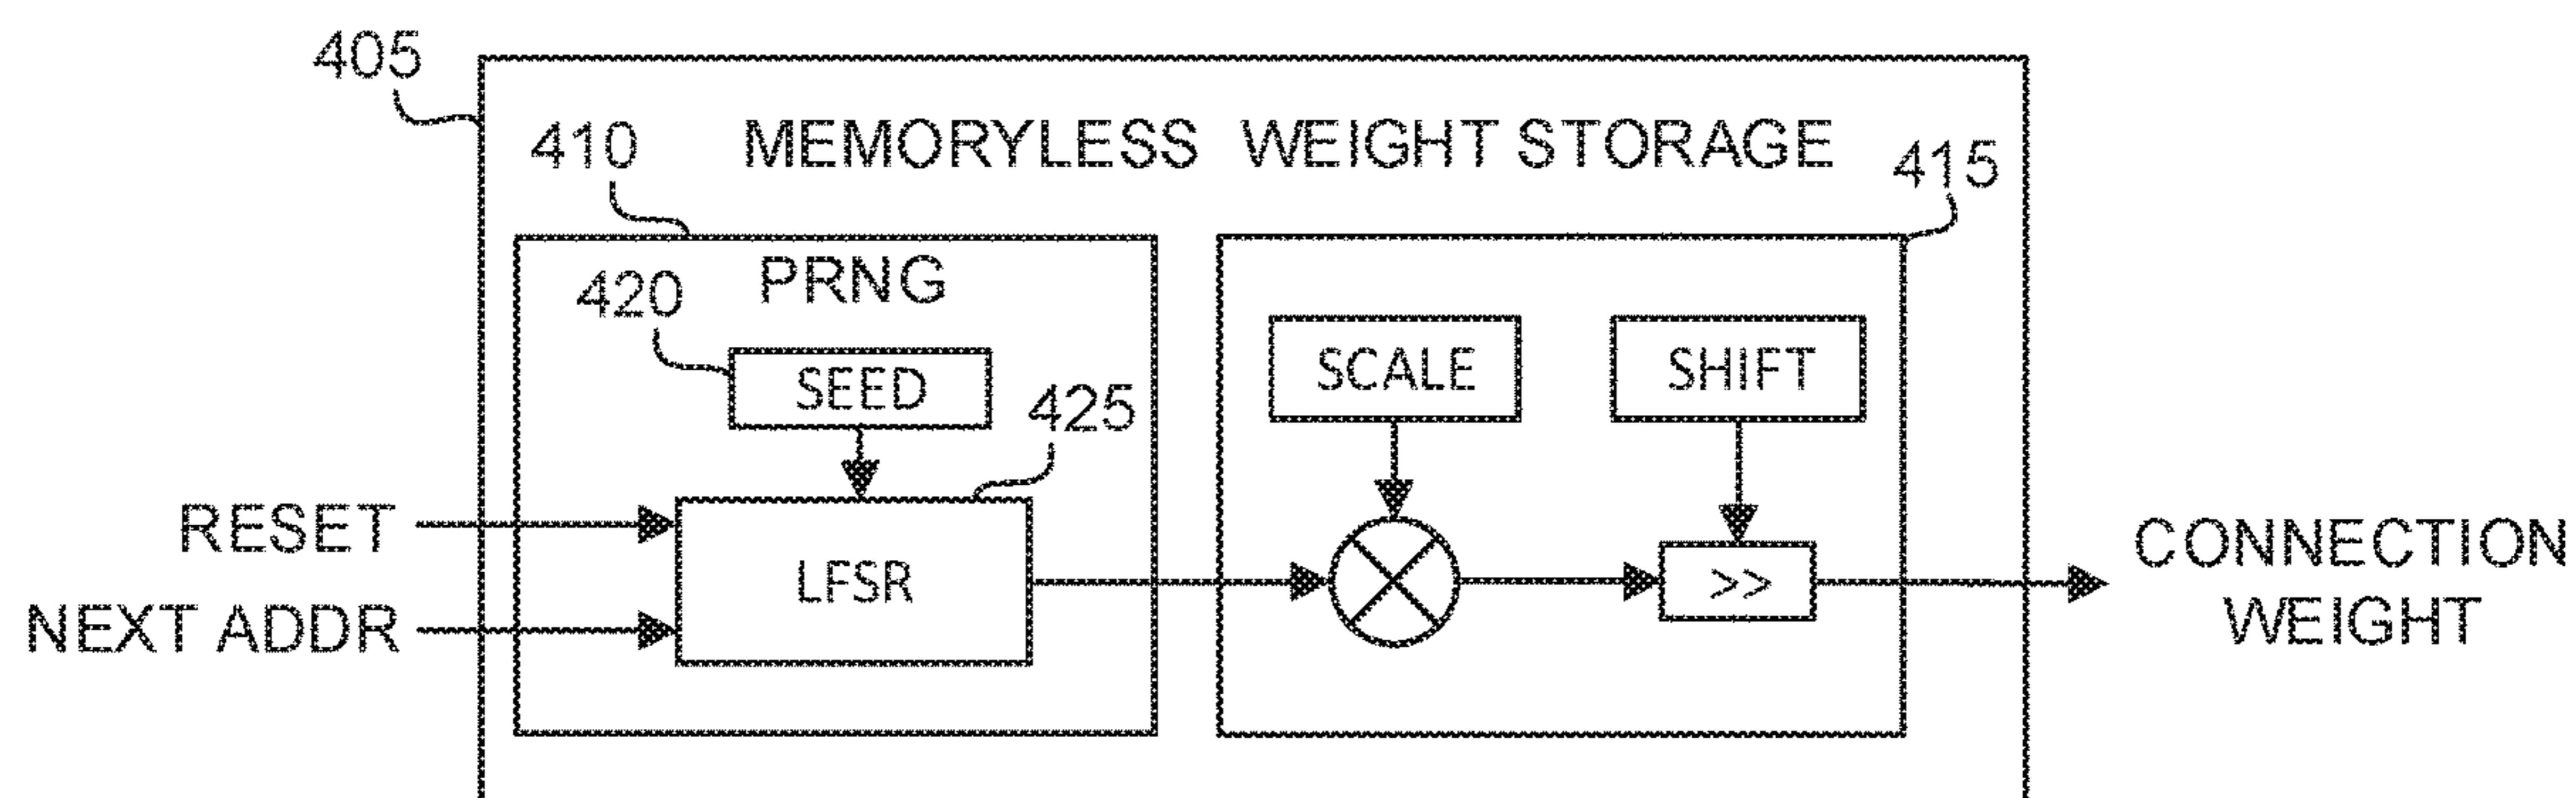 405
410 MEMORYLESS WEIGHT STORAGE 415
PRNG
420
SEED
425
SCALE
SHIFT
RESET
NEXT ADDR
LFSR
>>
CONNECTION
WEIGHT